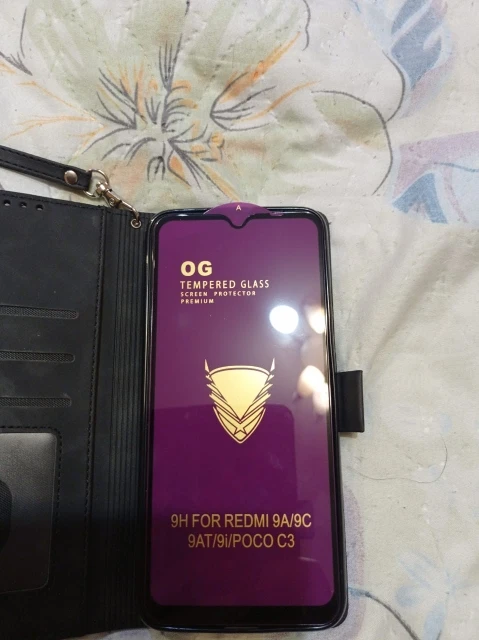 A
OG
TEMPERED GLASS
SCREEN PROTECTOR
PREMIUM
9H FOR REDMI 9A/9C
9AT/9i/POCO C3